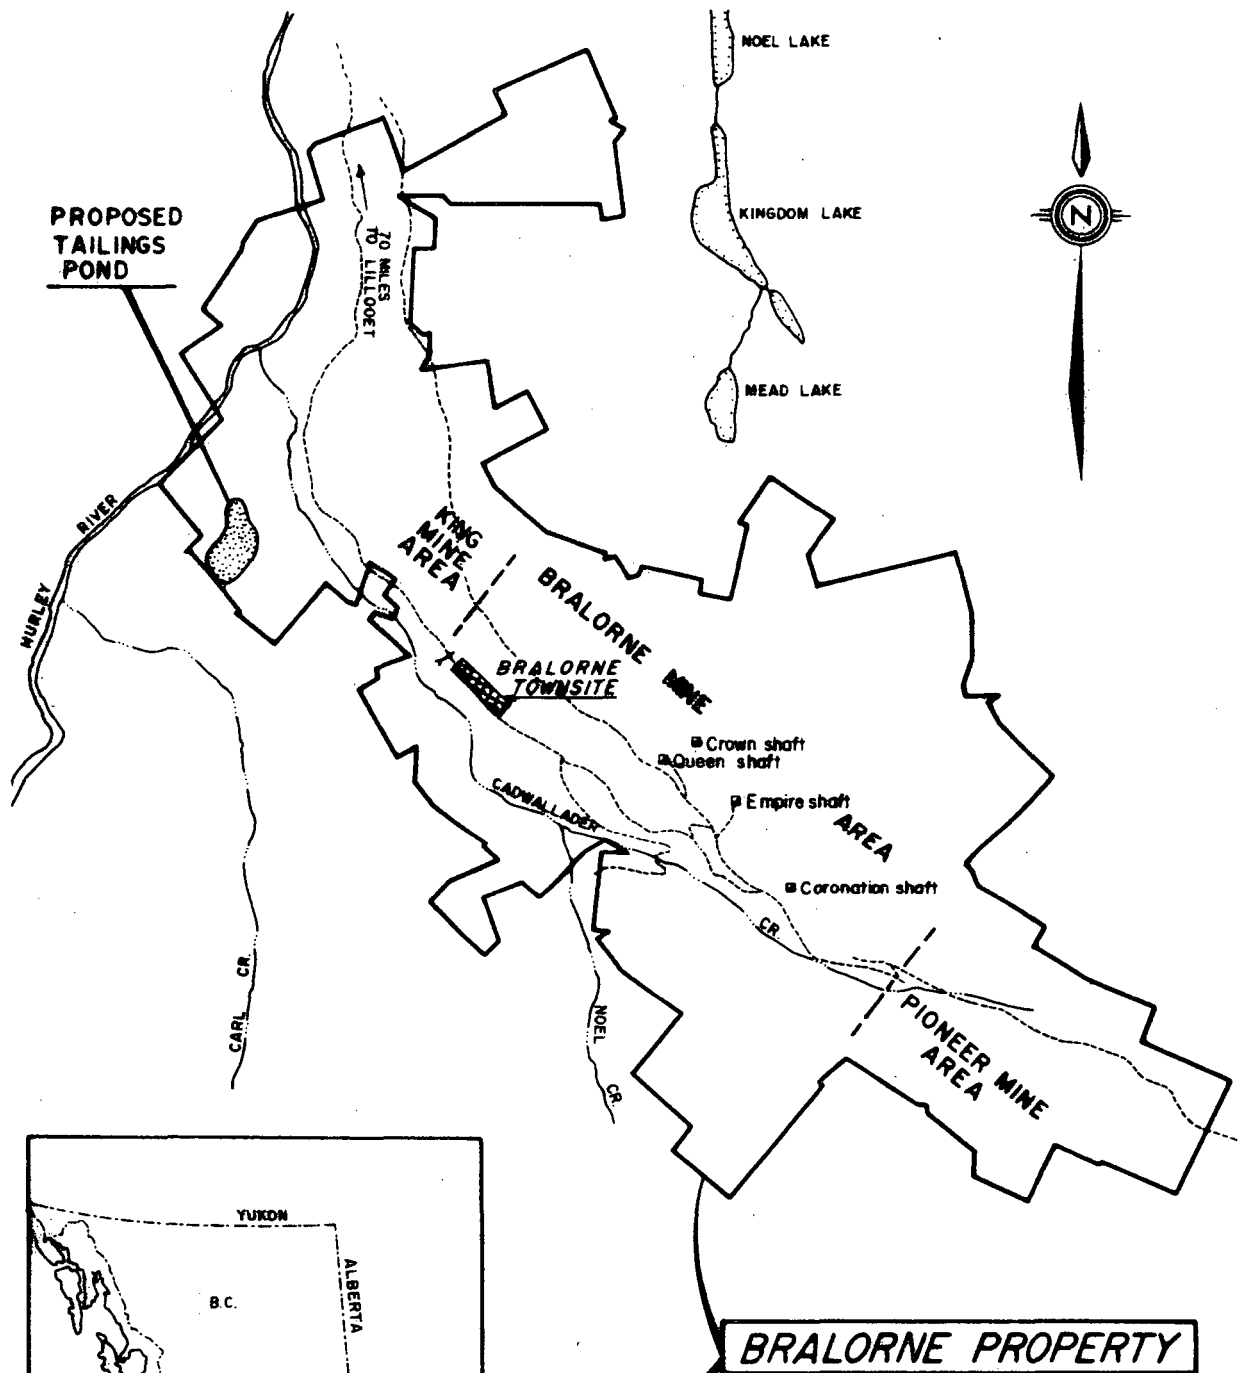 NOEL LAKE
KINGDOM LAKE
MEAD LAKE
N
PROPOSED
TAILINGS
POND
70 MILES
TO LILLOOET
HURLEY RIVER
KING
MINE
AREA
BRALORNE MINE AREA
BRALORNE
TOWNSITE
Crown shaft
Queen shaft
Empire shaft
Coronation shaft
CADWALLADER CR.
CARL CR.
NOEL CR.
PIONEER MINE
AREA
YUKON
ALBERTA
B.C.
BRALORNE PROPERTY